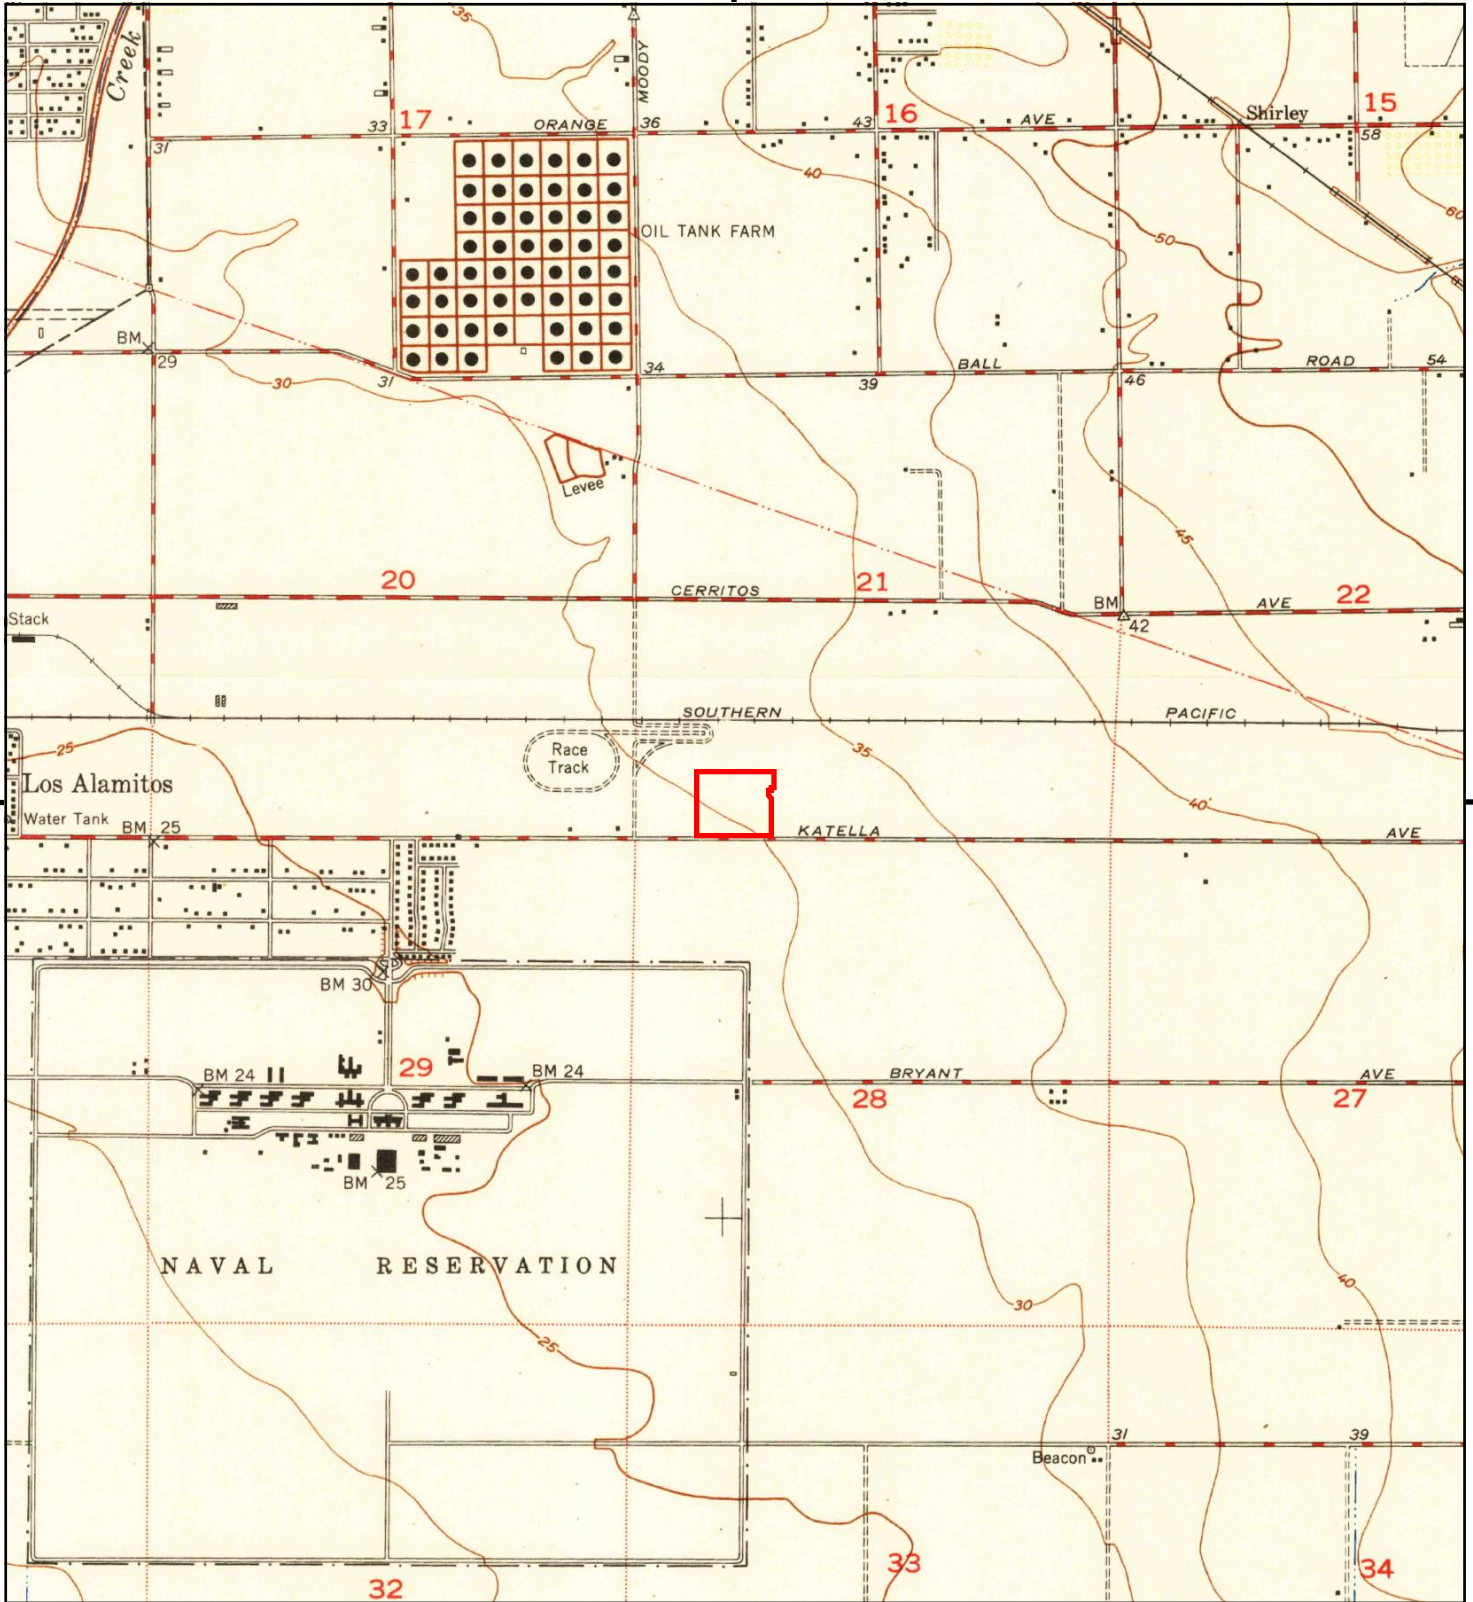 35
Creek
MOODY
17
16
15
Shirley
33
ORANGE
36
43
AVE
58
31
40
60
OIL TANK FARM
50
BM
29
30
31
34
39
BALL
46
ROAD
54
Levee
45
20
CERRITOS
21
BM
AVE
22
42
Stack
SOUTHERN
PACIFIC
25
Race
Track
35
Los Alamitos
40
Water Tank
BM
25
KATELLA
AVE
BM 30
29
BM 24
BM 24
BRYANT
AVE
28
27
BM
25
NAVAL
RESERVATION
40
30
25
31
39
Beacon
33
34
32